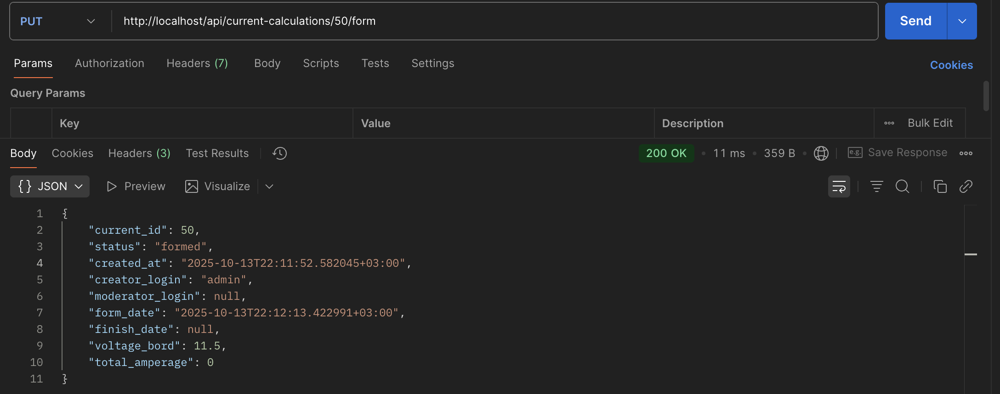 PUT http://localhost/api/current-calculations/50/form Send
Params Authorization Headers (7) Body Scripts Tests Settings Cookies
Query Params
Key Value Description Bulk Edit
Body Cookies Headers (3) Test Results 200 OK • 11 ms • 359 B • e.g. Save Response
{} JSON Preview Visualize
1 {
2 "current_id": 50,
3 "status": "formed",
4 "created_at": "2025-10-13T22:11:52.582045+03:00",
5 "creator_login": "admin",
6 "moderator_login": null,
7 "form_date": "2025-10-13T22:12:13.422991+03:00",
8 "finish_date": null,
9 "voltage_bord": 11.5,
10 "total_amperage": 0
11 }